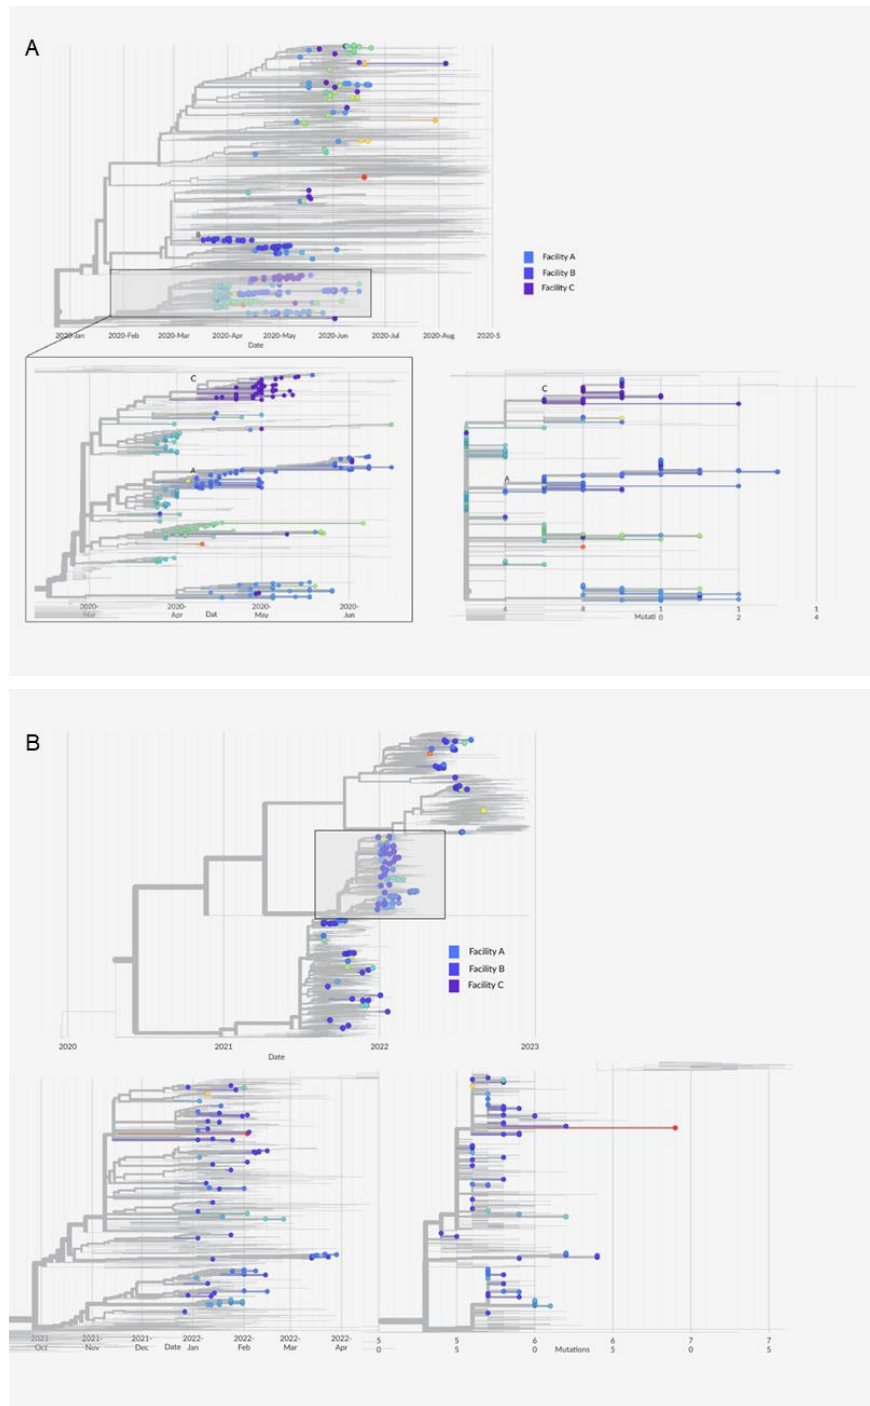 A
B
Facility A
Facility B
Facility C
2020-Jan 2020-Feb 2020-Mar 2020-Apr 2020-May 2020-Jun 2020-Jul 2020-Aug 2020-S
Date
C
A
2020- 2020- 2020- 2020-
Mar Apr Dat May Jun
C
A
6 8 1 1 1
Mutati 0 2 4
B
Facility A
Facility B
Facility C
2020 2021 2022 2023
Date
2021- 2021- 2021- 2022- 2022- 2022- 2022-
Oct Nov Dec Date Jan Feb Mar Apr
5 5 6 6 7 7
0 5 0 Mutations 5 0 5